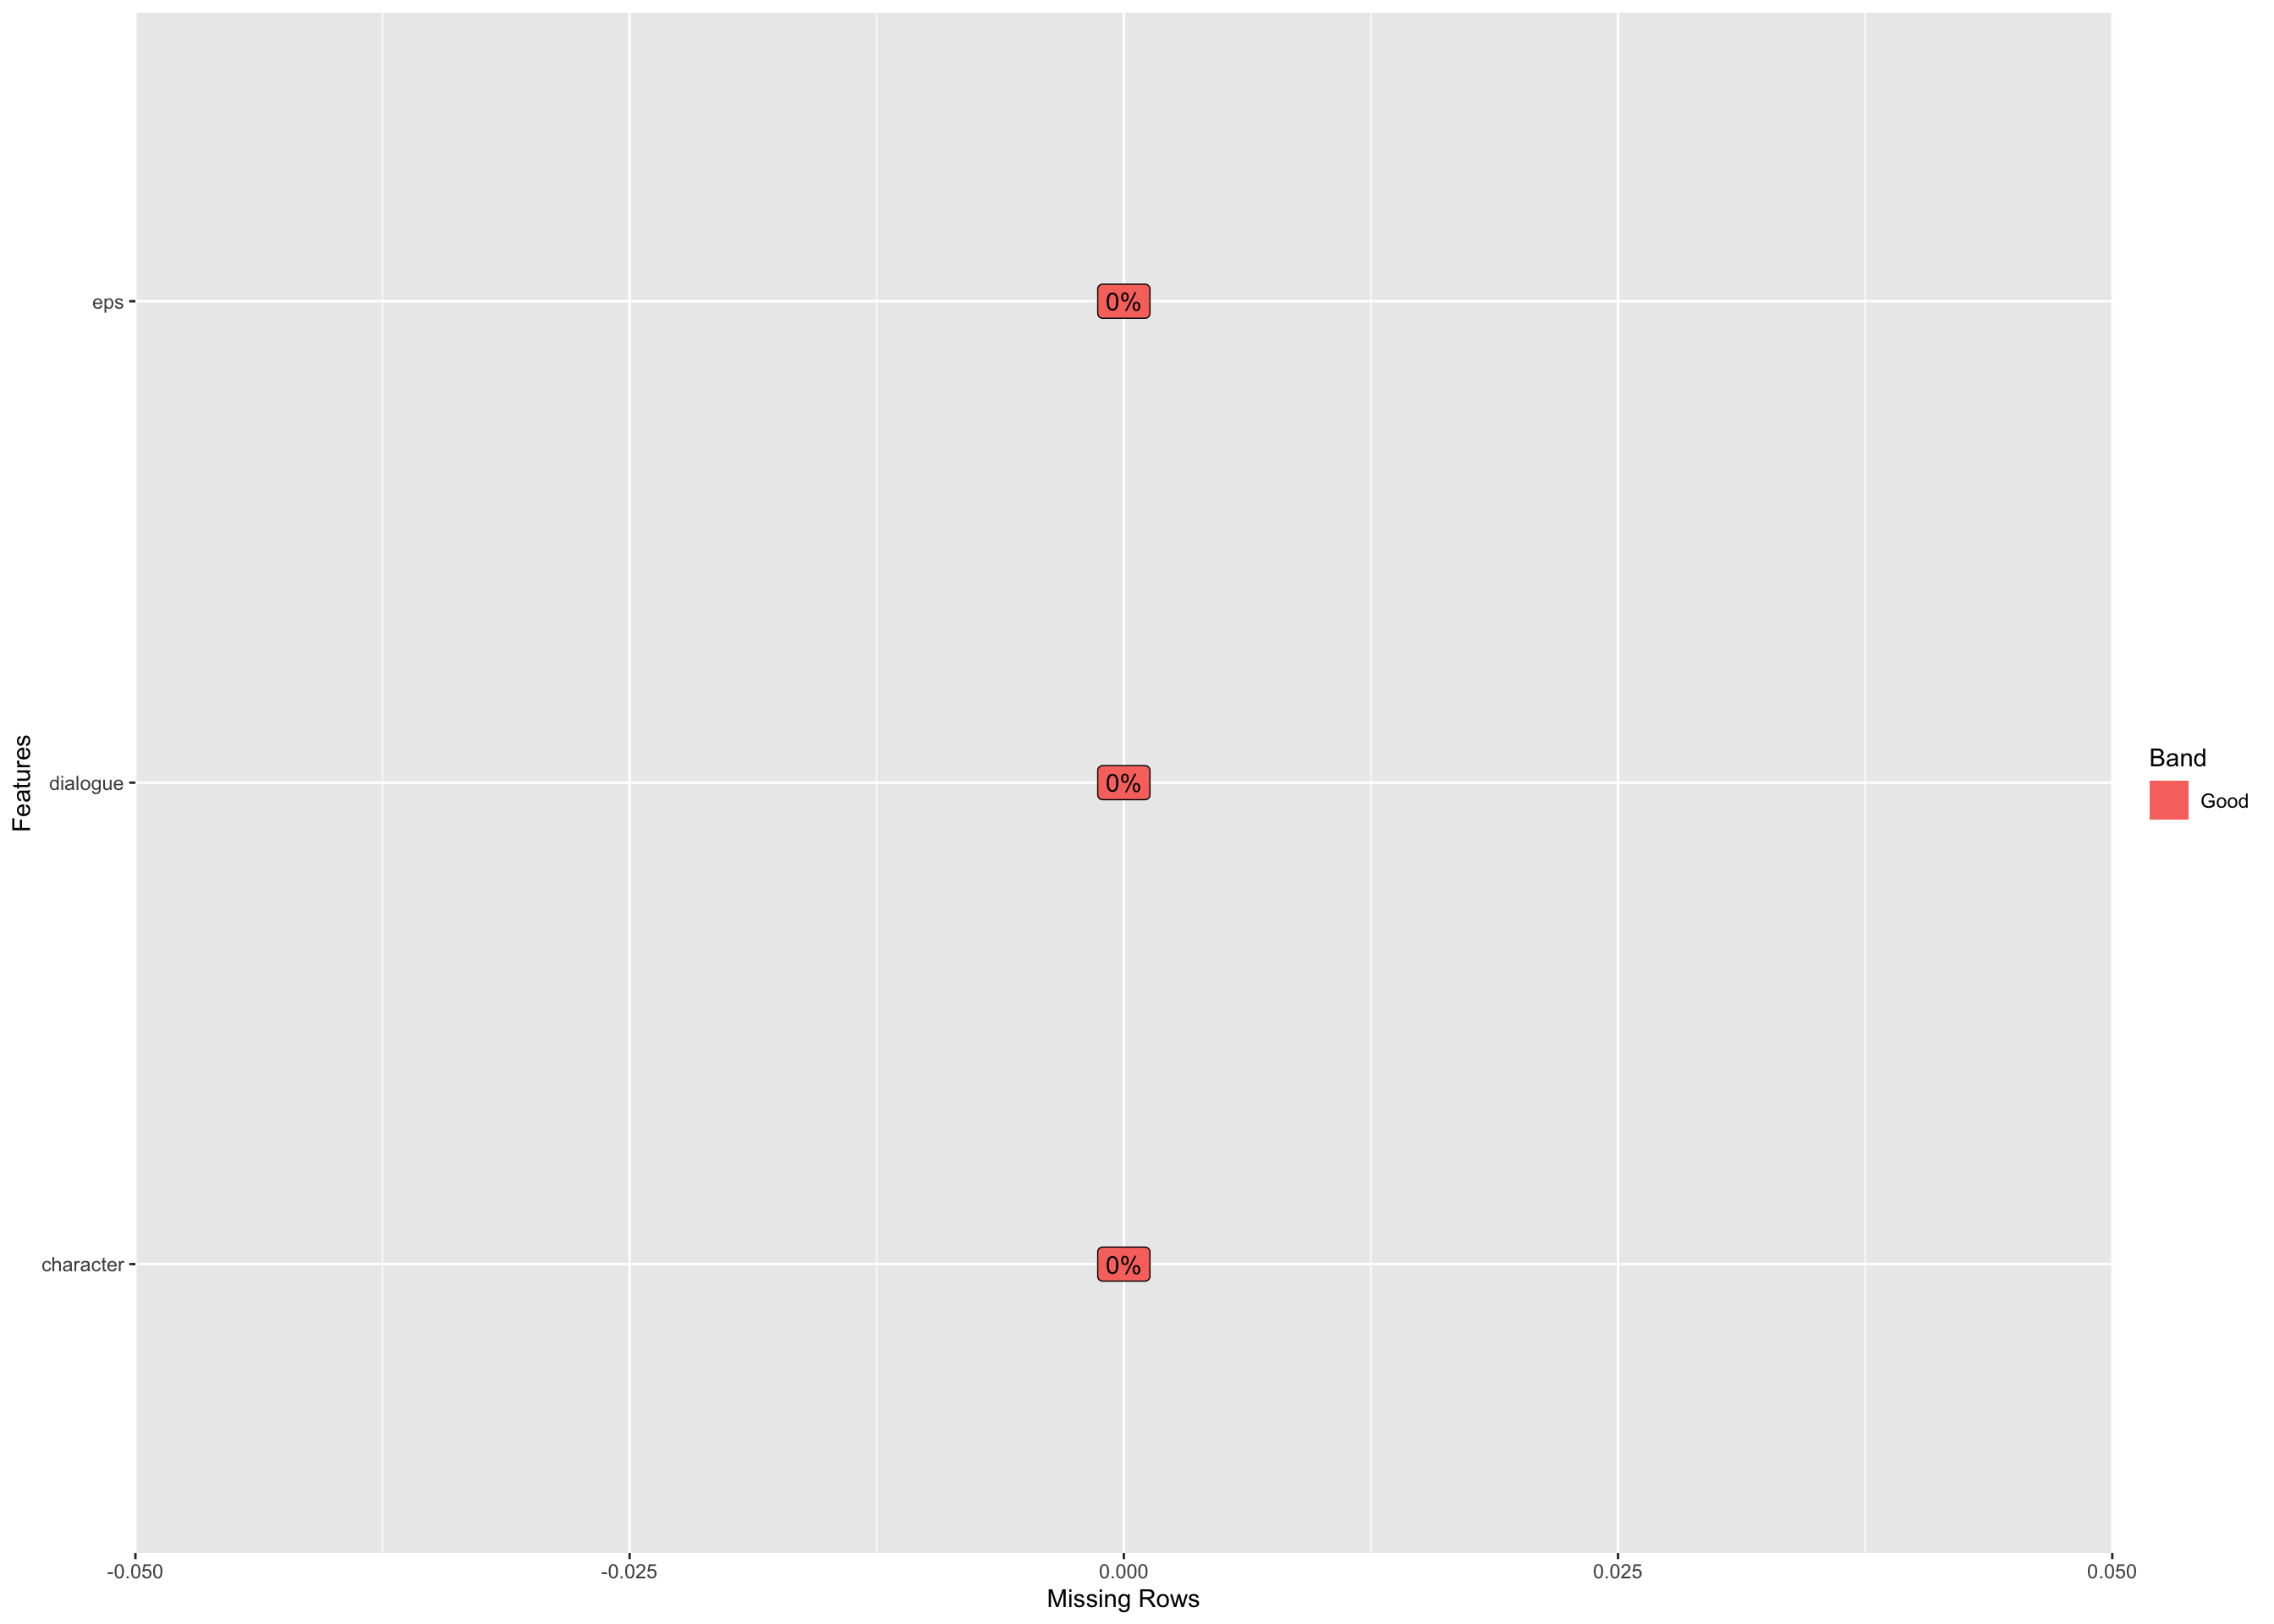 eps
0%
dialogue
0%
character
0%
Features
Band
Good
-0.050
-0.025
0.000
0.025
0.050
Missing Rows